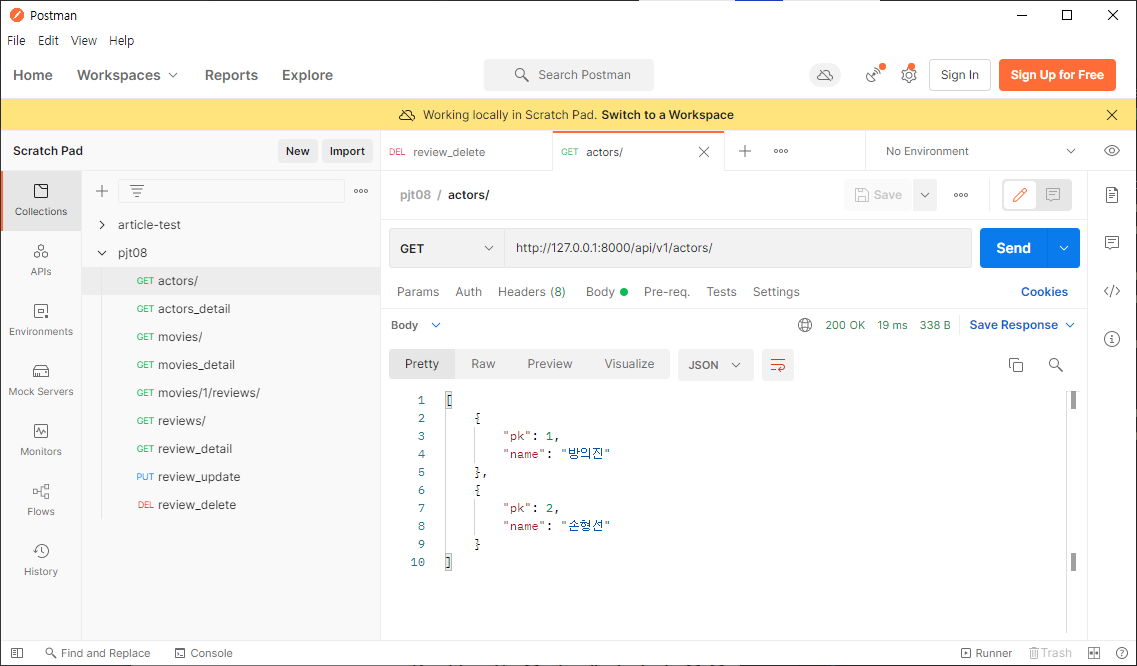 Postman
File Edit View Help
Home Workspaces Reports Explore Search Postman Sign In Sign Up for Free
Working locally in Scratch Pad. Switch to a Workspace
Scratch Pad New Import
DEL review_delete GET actors/ No Environment
Collections
APIs
Environments
Mock Servers
Monitors
Flows
History
article-test
pjt08
GET actors/
GET actors_detail
GET movies/
GET movies_detail
GET movies/1/reviews/
GET reviews/
GET review_detail
PUT review_update
DEL review_delete
pjt08 / actors/ Save
GET http://127.0.0.1:8000/api/v1/actors/ Send
Params Auth Headers (8) Body Pre-req. Tests Settings Cookies
Body 200 OK 19 ms 338 B Save Response
Pretty Raw Preview Visualize JSON
1 [
2 {
3 "pk": 1,
4 "name": "방의진"
5 },
6 {
7 "pk": 2,
8 "name": "손형선"
9 }
10 ]
Find and Replace Console Runner Trash